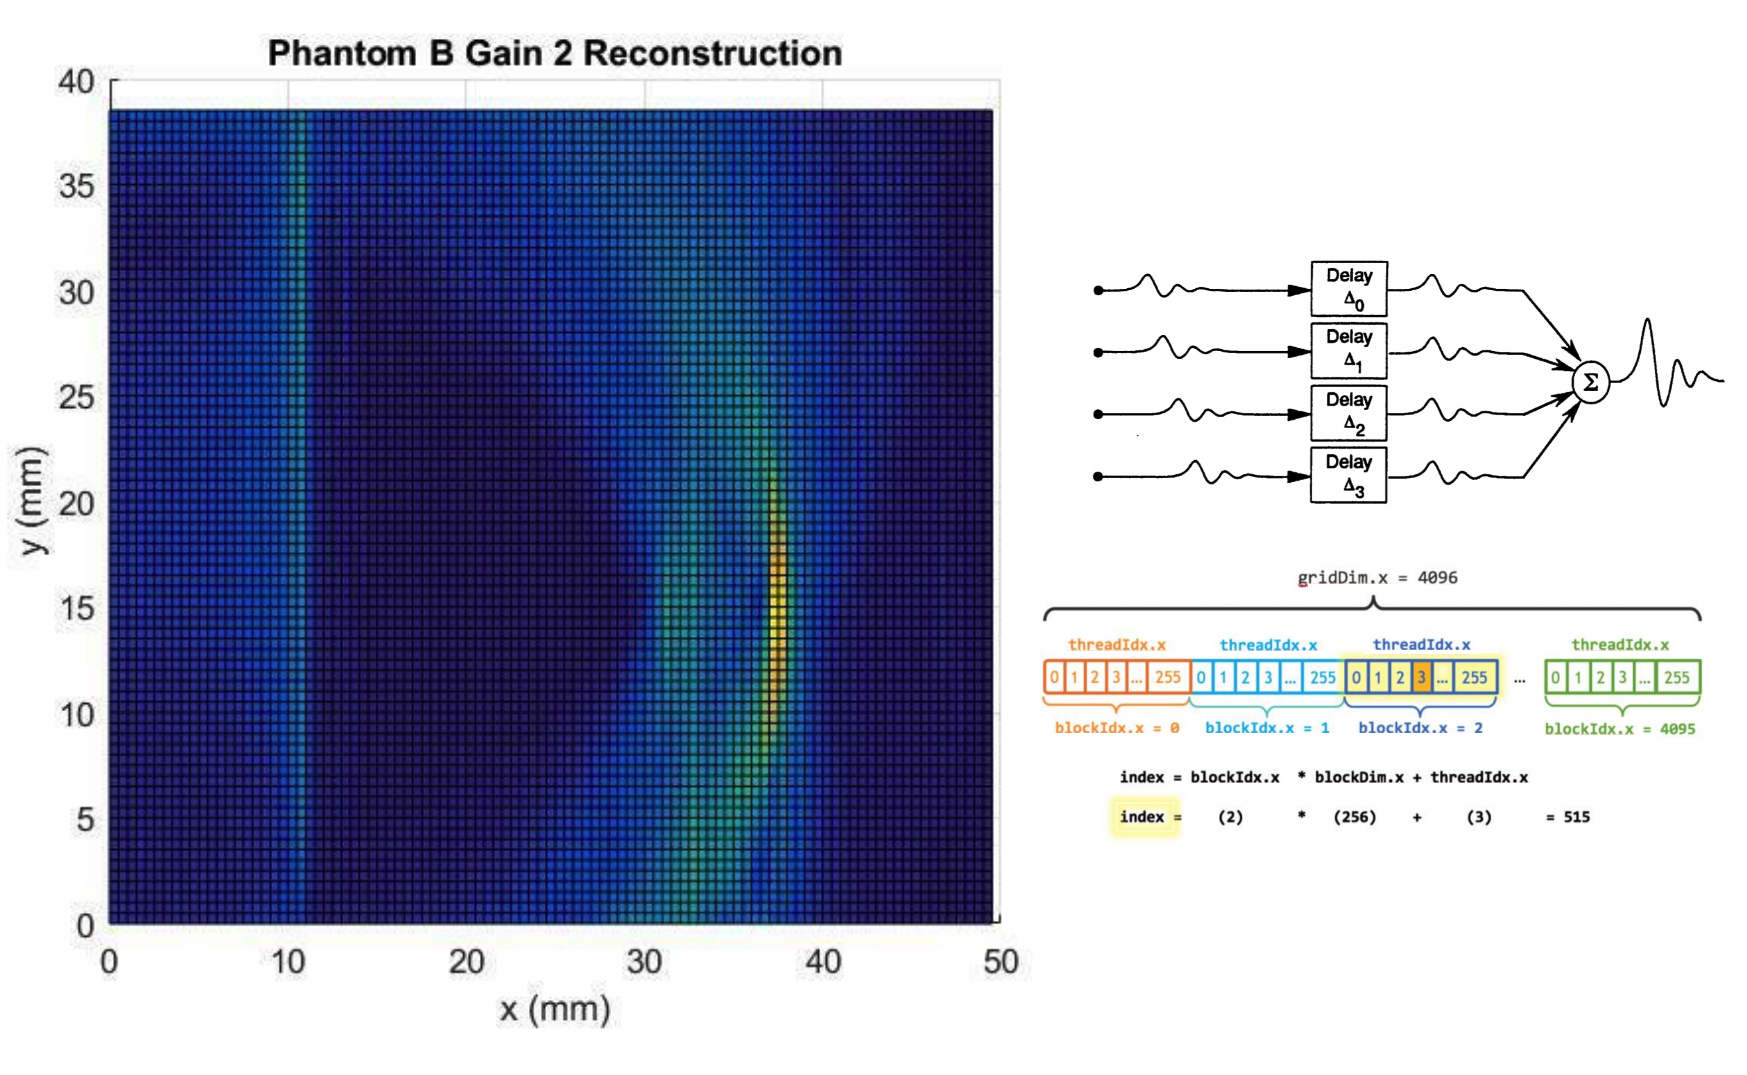 Phantom B Gain 2 Reconstruction
40
35
30
25
20
15
10
5
0
y (mm)
0 10 20 30 40 50
x (mm)
Delay
Δ0
Delay
Δ1
Delay
Δ2
Delay
Δ3
Σ
gridDim.x = 4096
threadIdx.x threadIdx.x threadIdx.x threadIdx.x
0 1 2 3 ... 255 0 1 2 3 ... 255 0 1 2 3 ... 255 ... 0 1 2 3 ... 255
blockIdx.x = 0 blockIdx.x = 1 blockIdx.x = 2 blockIdx.x = 4095
index = blockIdx.x * blockDim.x + threadIdx.x
index = (2) * (256) + (3) = 515